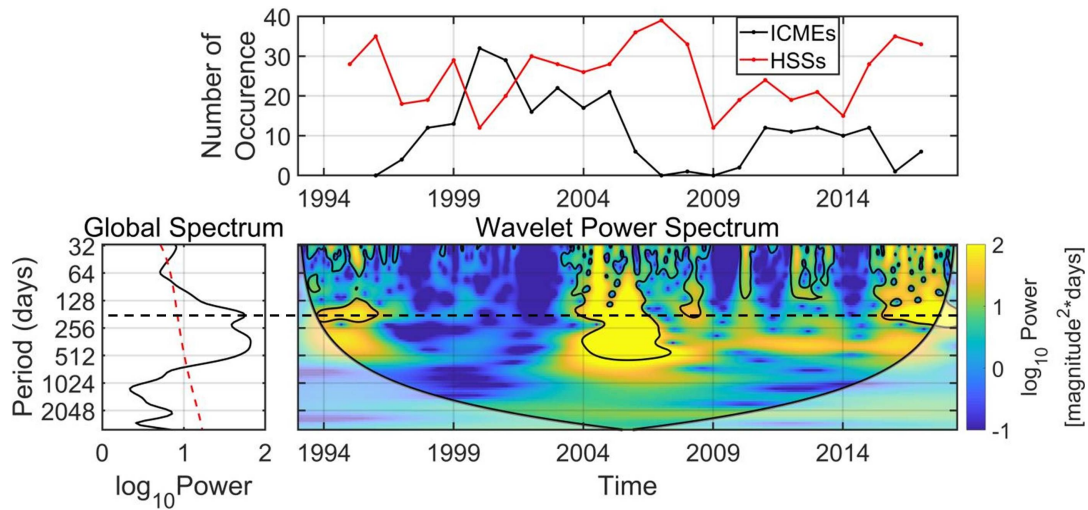 Number of
Occurence
40
30
20
10
0
ICMEs
HSSs
1994 1999 2004 2009 2014
Global Spectrum
Wavelet Power Spectrum
Period (days)
32
64
128
256
512
1024
2048
0 1 2
log10Power
1994 1999 2004 2009 2014
Time
2
1
0
-1
log10 Power
[magnitude2*days]